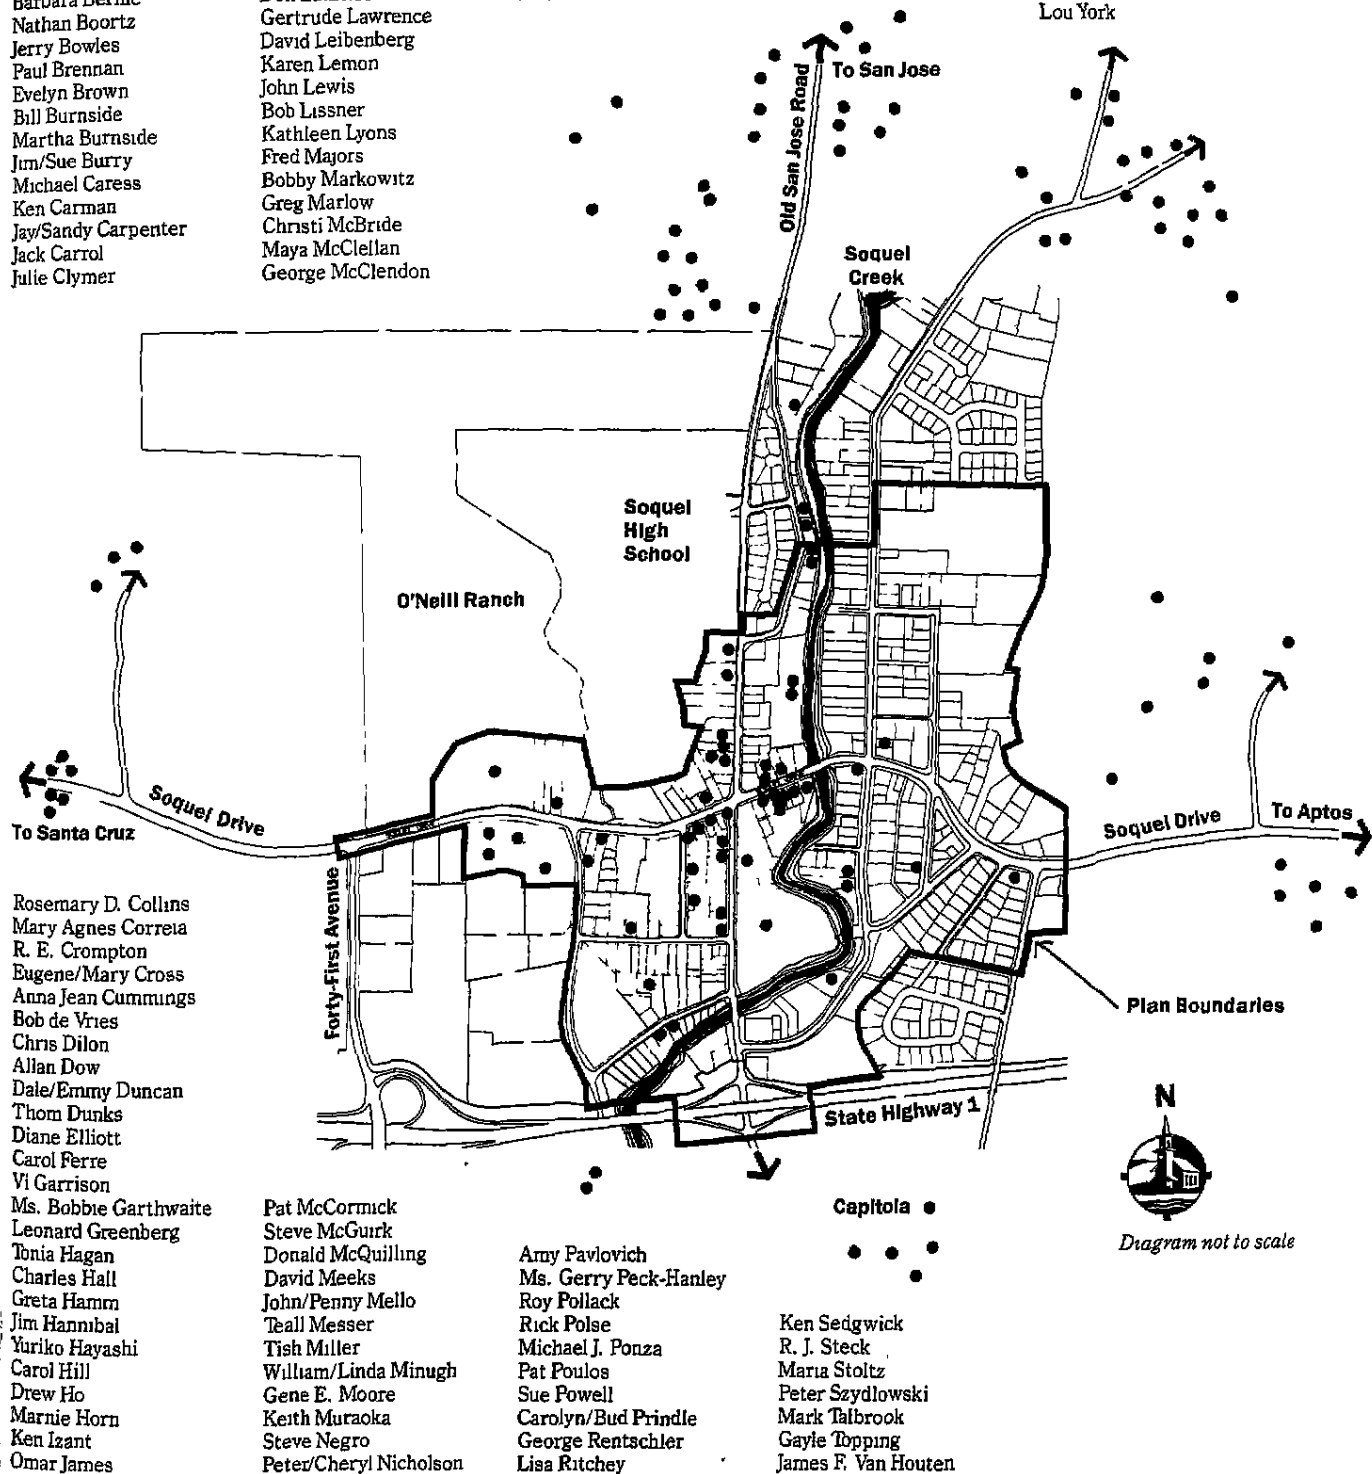 Nathan Boortz
Jerry Bowles
Paul Brennan
Evelyn Brown
Bill Burnside
Martha Burnside
Jim/Sue Burry
Michael Caress
Ken Carman
Jay/Sandy Carpenter
Jack Carrol
Julie Clymer
Gertrude Lawrence
David Leibenberg
Karen Lemon
John Lewis
Bob Lissner
Kathleen Lyons
Fred Majors
Bobby Markowitz
Greg Marlow
Christi McBride
Maya McClellan
George McClendon
Lou York
To San Jose
Old San Jose Road
Soquel
Creek
Soquel
High
School
O'Neill Ranch
Soquel Drive
To Santa Cruz
Forty-First Avenue
Soquel Drive
To Aptos
Plan Boundaries
State Highway 1
Capitola
N
Diagram not to scale
Rosemary D. Collins
Mary Agnes Correia
R. E. Crompton
Eugene/Mary Cross
Anna Jean Cummings
Bob de Vries
Chris Dilon
Allan Dow
Dale/Emmy Duncan
Thom Dunks
Diane Elliott
Carol Ferre
Vi Garrison
Ms. Bobbie Garthwaite
Leonard Greenberg
Tonia Hagan
Charles Hall
Greta Hamm
Jim Hannibal
Yuriko Hayashi
Carol Hill
Drew Ho
Marnie Horn
Ken Izant
Omar James
Pat McCormick
Steve McGuirk
Donald McQuilling
David Meeks
John/Penny Mello
Teall Messer
Tish Miller
William/Linda Minugh
Gene E. Moore
Keith Muraoka
Steve Negro
Peter/Cheryl Nicholson
Amy Pavlovich
Ms. Gerry Peck-Hanley
Roy Pollack
Rick Polse
Michael J. Ponza
Pat Poulos
Sue Powell
Carolyn/Bud Prindle
George Rentschler
Lisa Ritchey
Ken Sedgwick
R. J. Steck
Maria Stoltz
Peter Szydlowski
Mark Talbrook
Gayle Topping
James F. Van Houten